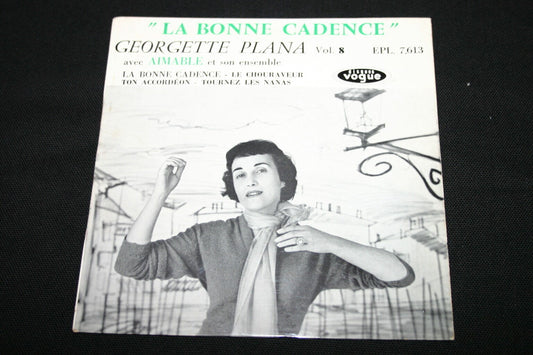 "LA BONNE CADENCE"
GEORGETTE PLANA Vol. 8 EPL. 7.613
avec AIMABLE et son ensemble
DISQUES
vogue
LA BONNE CADENCE - LE CHOURAVEUR
TON ACCORDÉON - TOURNEZ LES NANAS